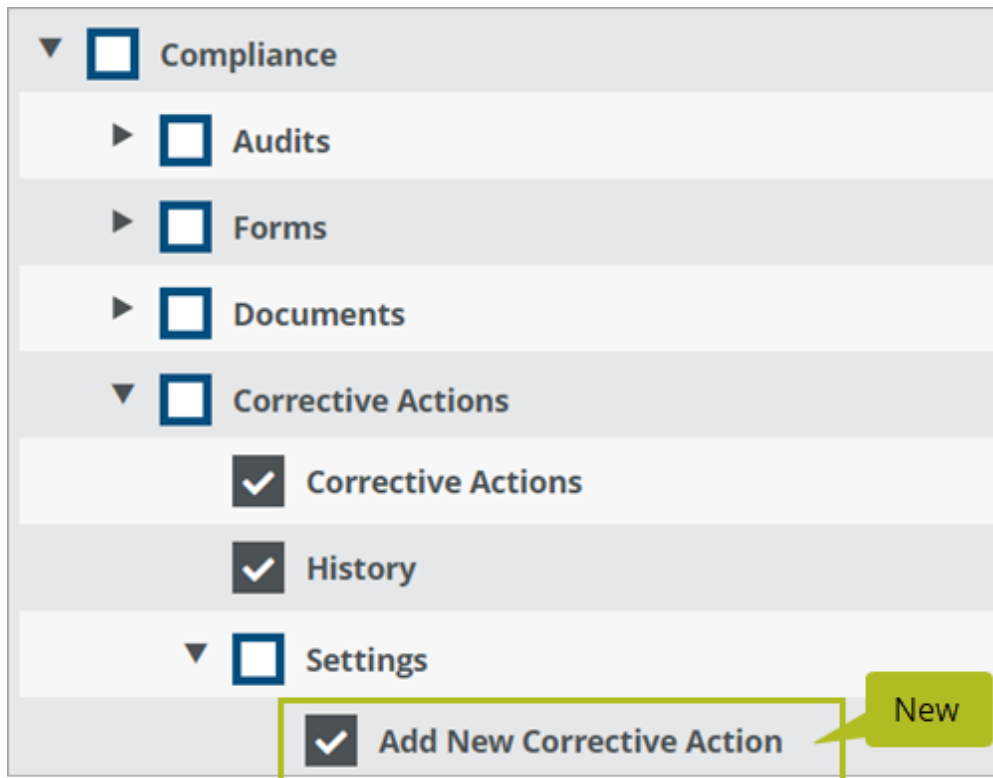 Compliance
Audits
Forms
Documents
Corrective Actions
Corrective Actions
History
Settings
New
Add New Corrective Action